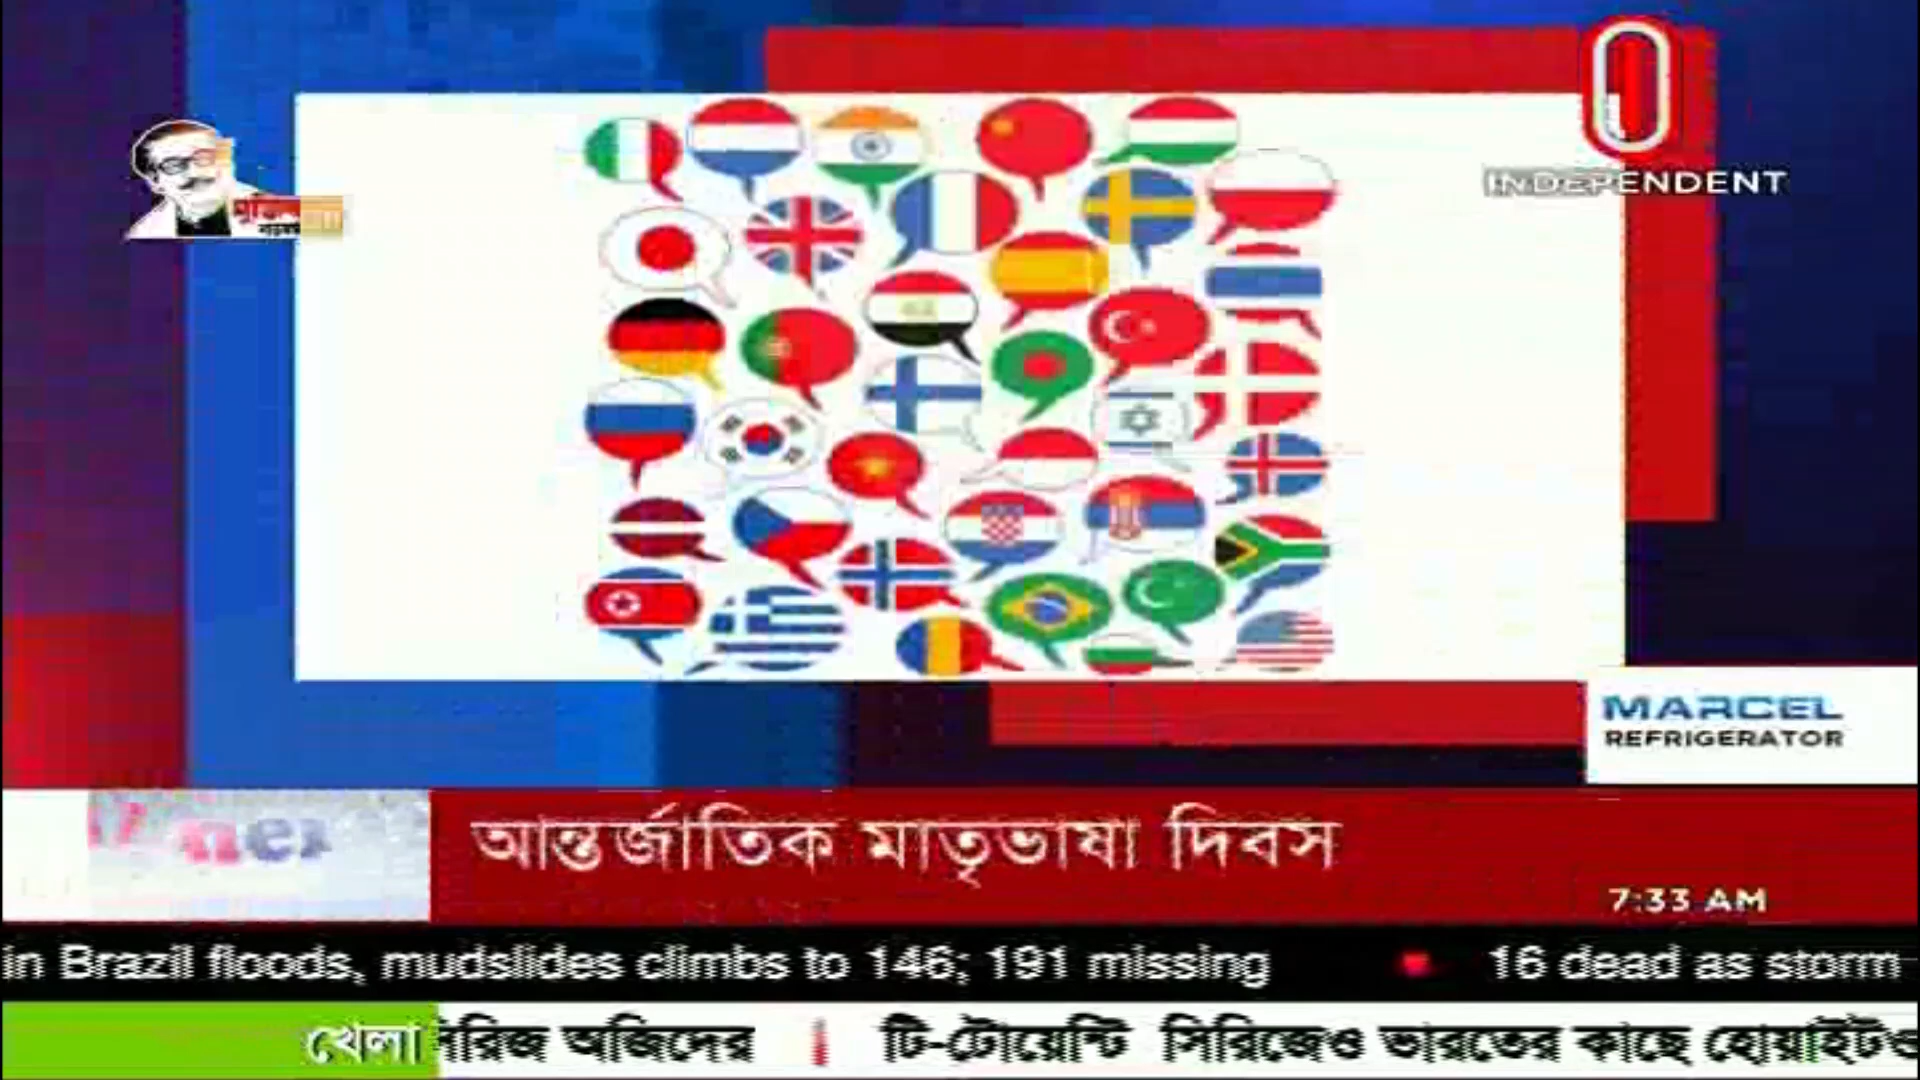 INDEPENDENT
MARCEL
REFRIGERATOR
আন্তর্জাতিক মাতৃভাষা দিবস
7:33 AM
in Brazil floods, mudslides climbs to 146; 191 missing • 16 dead as storm
খেলা অজিদের | টি-টোয়েন্টি সিরিজেও ভারতের কাছে